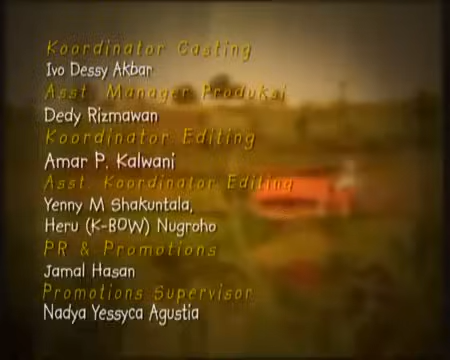 Koordinator Casting
Ivo Dessy Akbar
Asst. Manager Produksi
Dedy Rizmawan
Koordinator Editing
Amar P. Kalwani
Asst. Koordinator Editing
Yenny M Shakuntala,
Heru (K-BOW) Nugroho
PR & Promotions
Jamal Hasan
Promotions Supervisor
Nadya Yessyca Agustia